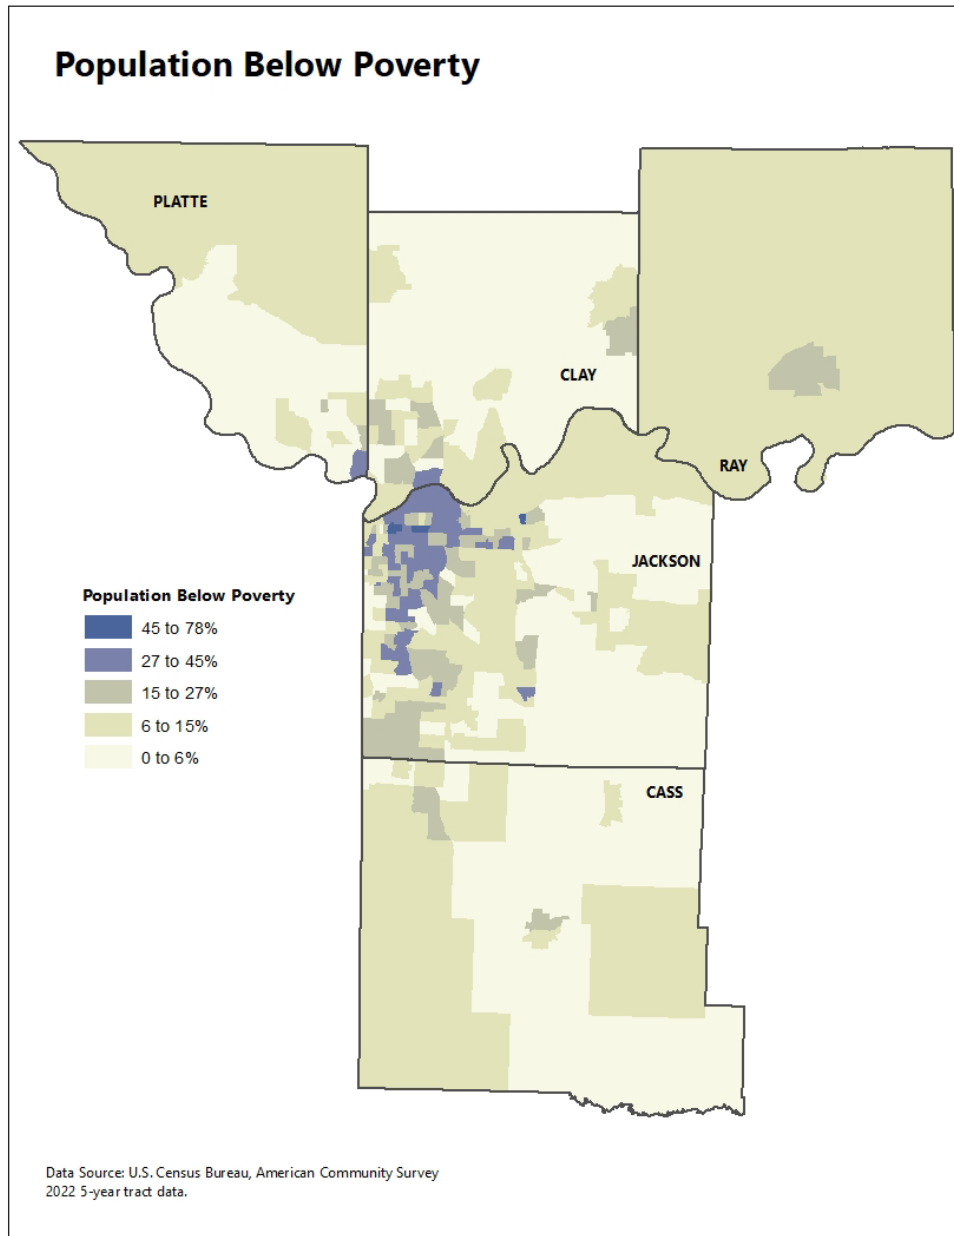 Population Below Poverty
PLATTE
CLAY
RAY
JACKSON
Population Below Poverty
45 to 78%
27 to 45%
15 to 27%
6 to 15%
0 to 6%
CASS
Data Source: U.S. Census Bureau, American Community Survey
2022 5-year tract data.